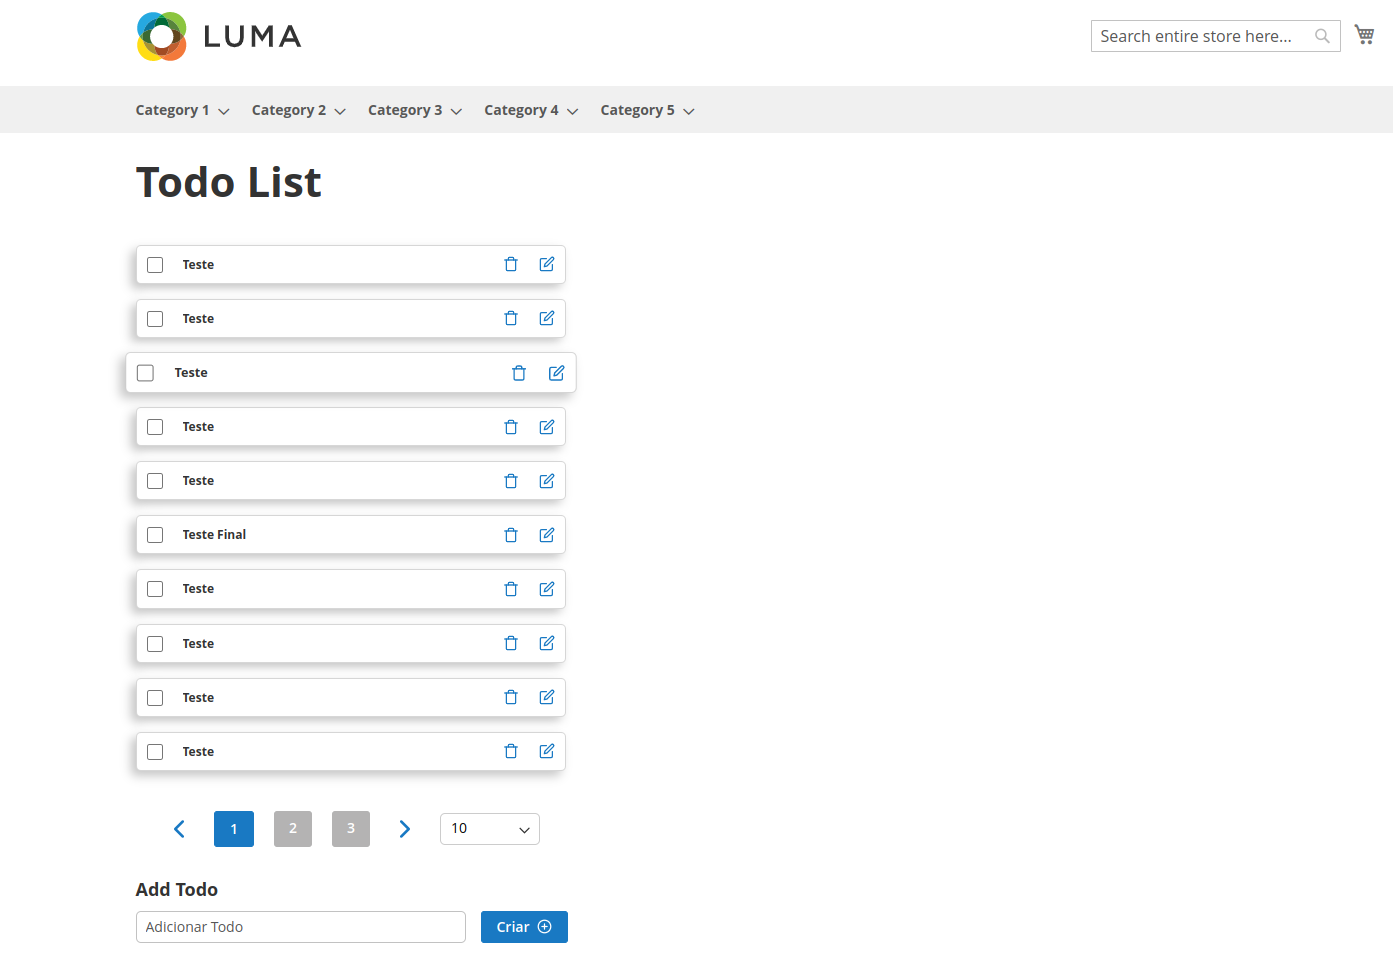 LUMA
Search entire store here...
Category 1 Category 2 Category 3 Category 4 Category 5
Todo List
Teste
Teste
Teste
Teste
Teste
Teste Final
Teste
Teste
Teste
Teste
1 2 3 10
Add Todo
Adicionar Todo Criar